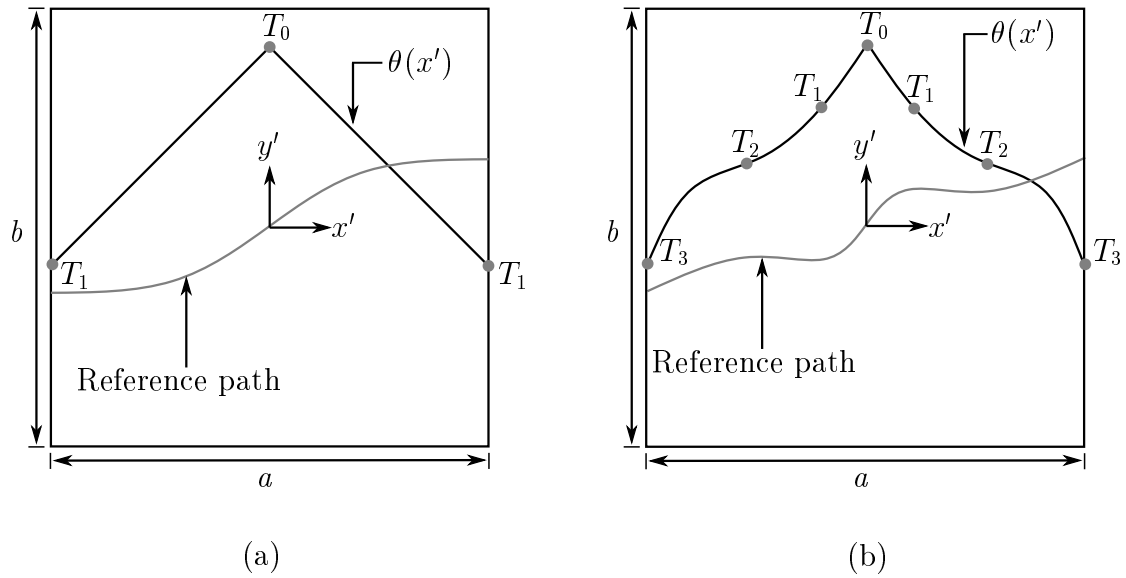 T₀
θ(x′)
y′
x′
b
T₁
T₁
Reference path
a
(a)
T₀
θ(x′)
T₁
T₁
T₂
T₂
y′
x′
b
T₃
T₃
Reference path
a
(b)